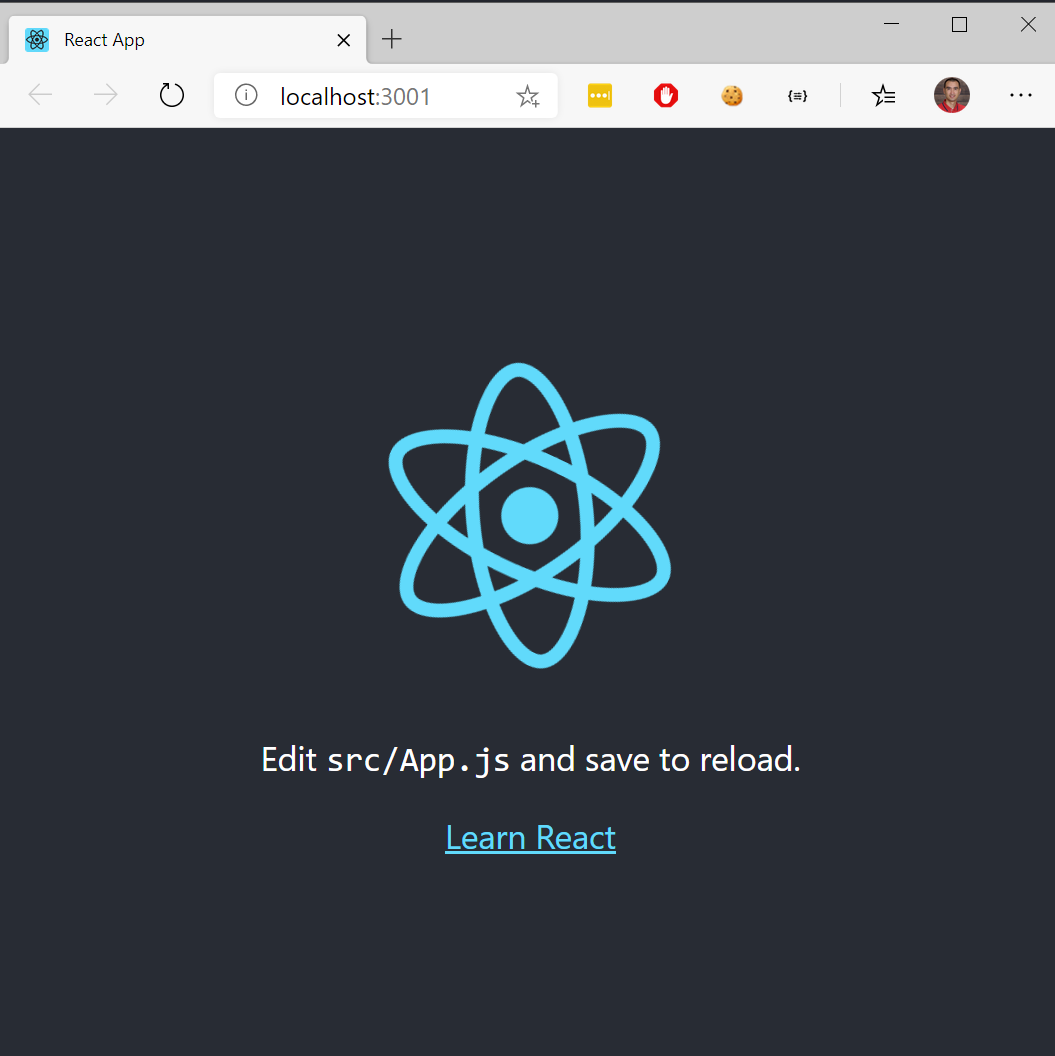 React App
localhost:3001
Edit src/App.js and save to reload.
Learn React